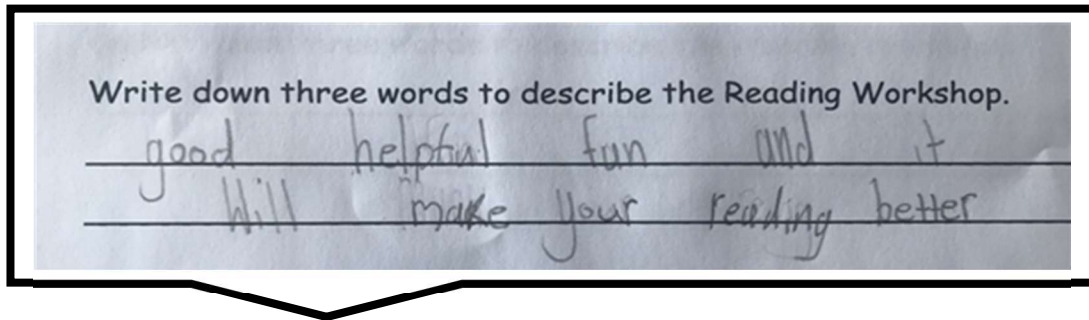 Write down three words to describe the Reading Workshop.
good helpful fun and it
Will make your reading better